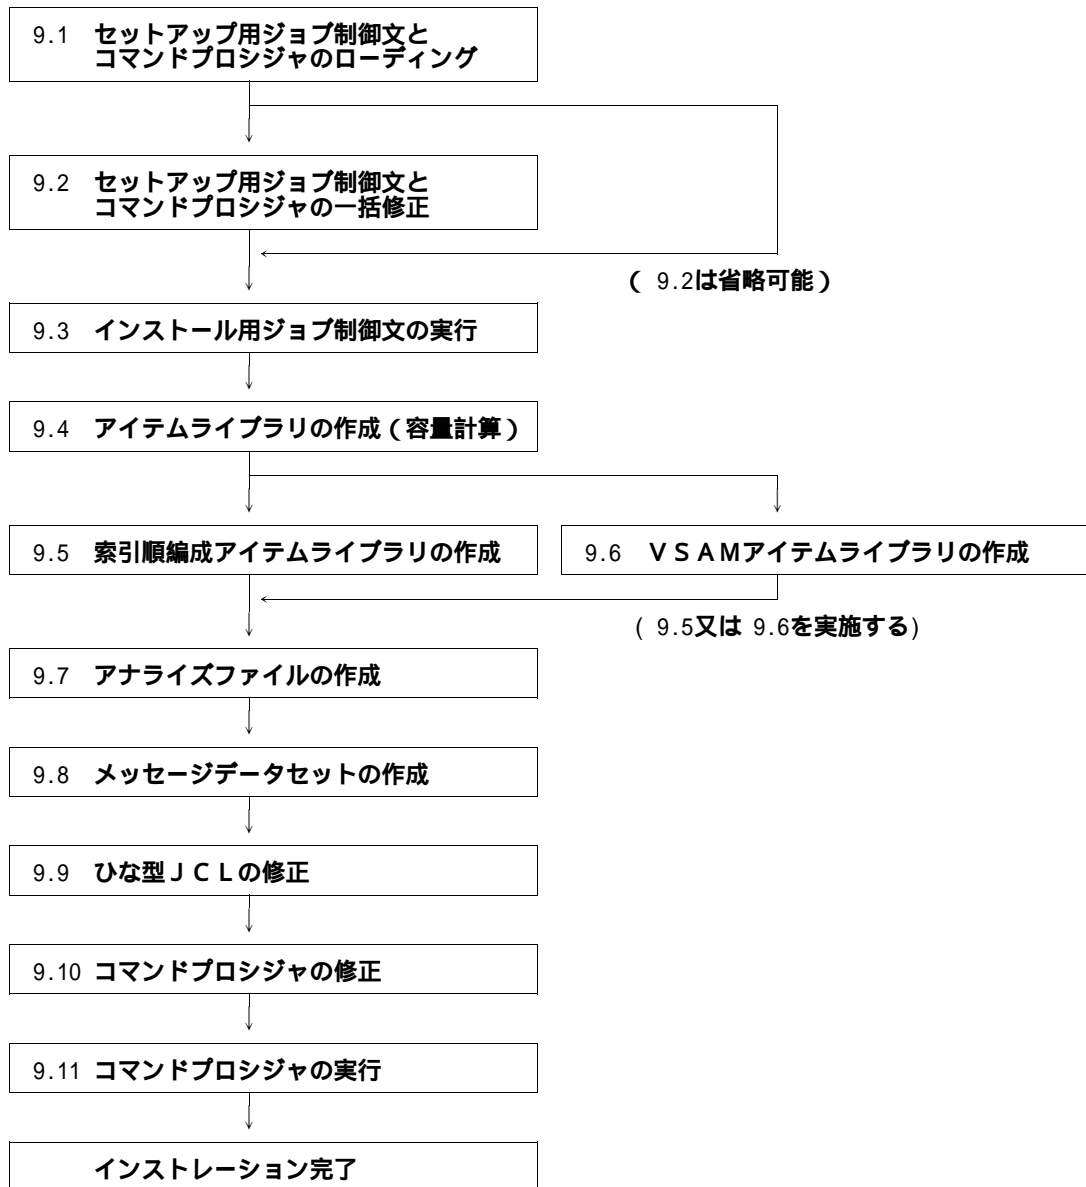 9.1 セットアップ用ジョブ制御文と
コマンドプロシジャのローディング
9.2 セットアップ用ジョブ制御文と
コマンドプロシジャの一括修正
( 9.2は省略可能)
9.3 インストール用ジョブ制御文の実行
9.4 アイテムライブラリの作成(容量計算)
9.5 索引順編成アイテムライブラリの作成
9.6 VSAMアイテムライブラリの作成
( 9.5又は 9.6を実施する)
9.7 アナライズファイルの作成
9.8 メッセージデータセットの作成
9.9 ひな型JCLの修正
9.10 コマンドプロシジャの修正
9.11 コマンドプロシジャの実行
インストレーション完了